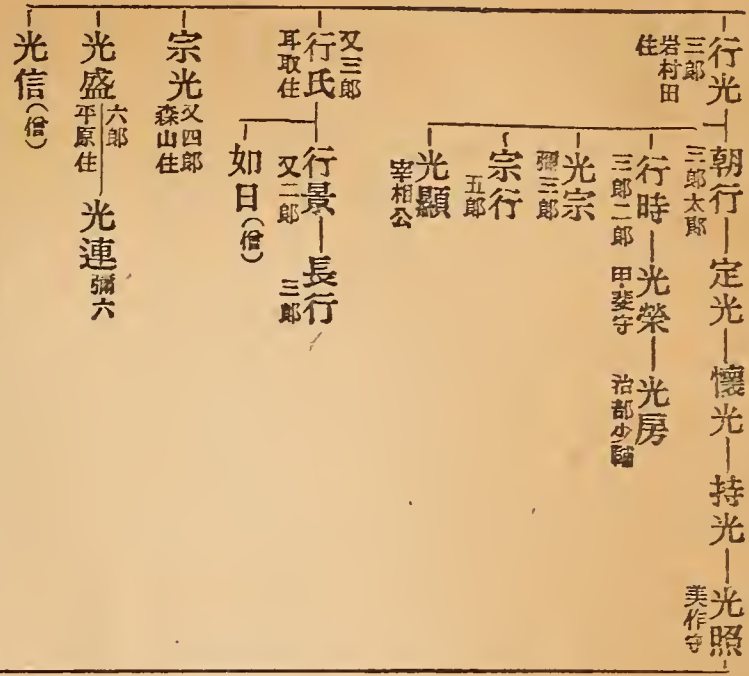 行光
三郎
岩村田
住
朝行
三郎太郎
定光
懷光
持光
光照
美作守
行時
三郎二郎
光榮
甲斐守
光房
治部少輔
光宗
彌三郎
宗行
五郎
光顯
宰相公
行氏
又三郎
耳取住
行景
又二郎
長行
三郎
如日(僧)
宗光
又四郎
森山住
光盛
六郎
平原住
光連
彌六
光信(僧)